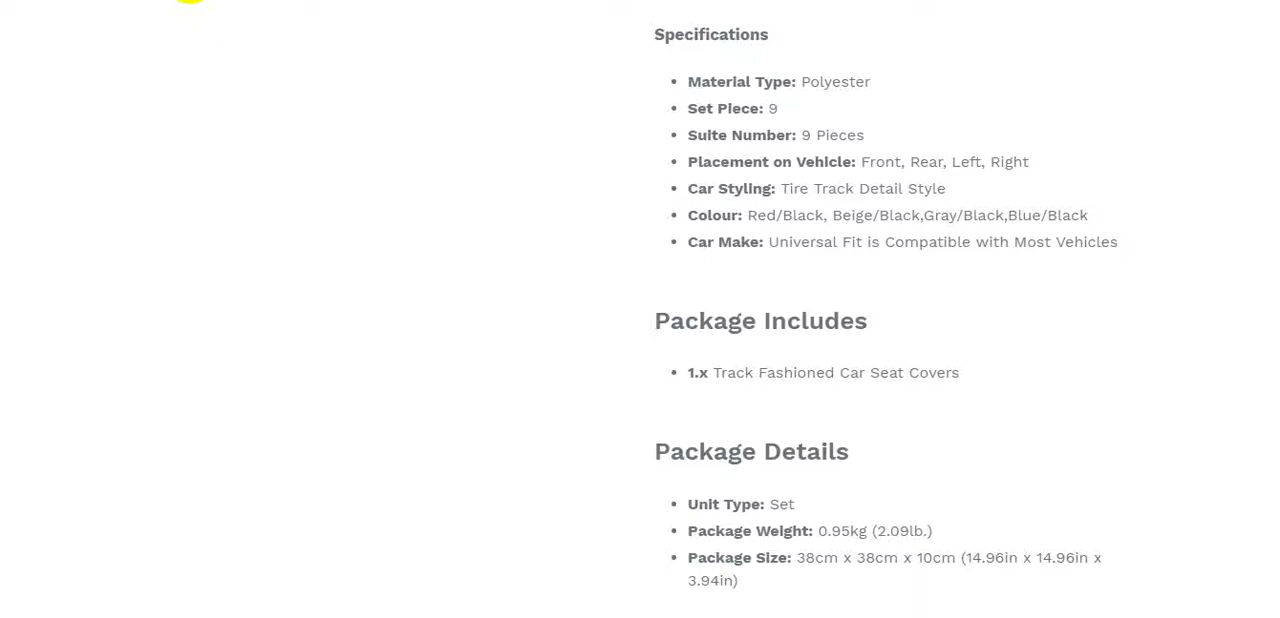 Specifications
• Material Type: Polyester
• Set Piece: 9
• Suite Number: 9 Pieces
• Placement on Vehicle: Front, Rear, Left, Right
• Car Styling: Tire Track Detail Style
• Colour: Red/Black, Beige/Black,Gray/Black,Blue/Black
• Car Make: Universal Fit is Compatible with Most Vehicles
Package Includes
• 1.x Track Fashioned Car Seat Covers
Package Details
• Unit Type: Set
• Package Weight: 0.95kg (2.09lb.)
• Package Size: 38cm x 38cm x 10cm (14.96in x 14.96in x
3.94in)